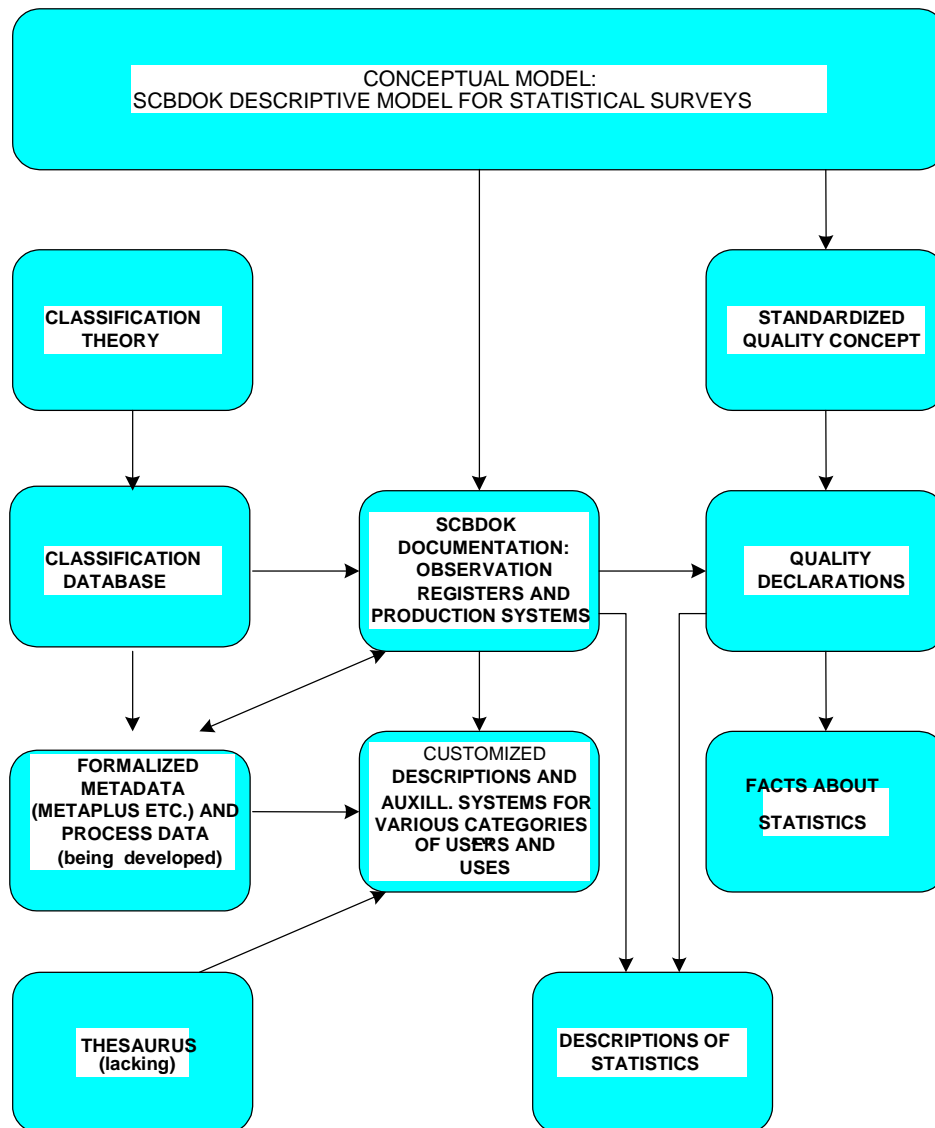 CONCEPTUAL MODEL:
SCBDOK DESCRIPTIVE MODEL FOR STATISTICAL SURVEYS
CLASSIFICATION
THEORY
STANDARDIZED
QUALITY CONCEPT
CLASSIFICATION
DATABASE
SCBDOK
DOCUMENTATION:
OBSERVATION
REGISTERS AND
PRODUCTION SYSTEMS
QUALITY
DECLARATIONS
FORMALIZED
METADATA
(METAPLUS ETC.) AND
PROCESS DATA
(being developed)
CUSTOMIZED
DESCRIPTIONS AND
AUXILL. SYSTEMS FOR
VARIOUS CATEGORIES
OF USERS AND
USES
FACTS ABOUT
STATISTICS
THESAURUS
(lacking)
DESCRIPTIONS OF
STATISTICS